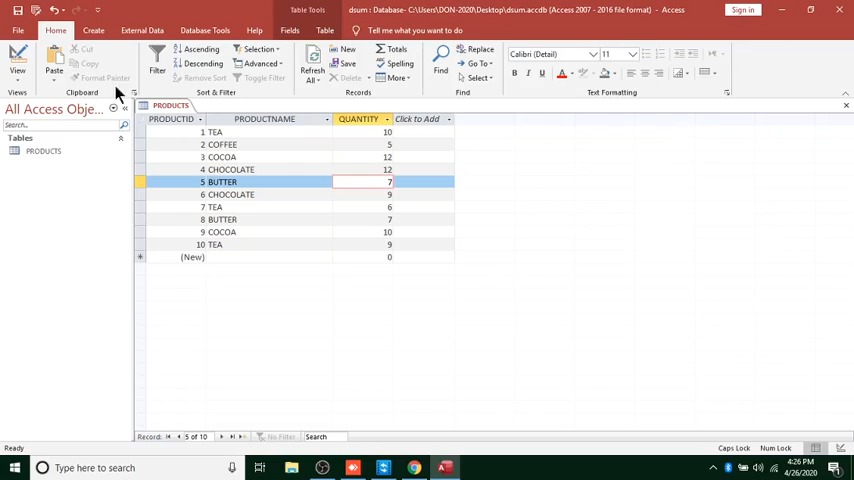 Table Tools
dsum : Database- C:\Users\DON-2020\Desktop\dsum.accdb (Access 2007 - 2016 file format) - Access
Sign in
File Home Create External Data Database Tools Help Fields Table Tell me what you want to do
View
Views
Paste
Cut
Copy
Format Painter
Clipboard
Filter
Ascending
Descending
Remove Sort
Selection
Advanced
Toggle Filter
Sort & Filter
Refresh
All
New
Save
Delete
Totals
Spelling
More
Records
Find
Replace
Go To
Select
Find
Calibri (Detail) 11
B I U A
Text Formatting
All Access Obje...
Search...
Tables
PRODUCTS
PRODUCTS
PRODUCTID PRODUCTNAME QUANTITY Click to Add
1 TEA 10
2 COFFEE 5
3 COCOA 12
4 CHOCOLATE 12
5 BUTTER 7
6 CHOCOLATE 9
7 TEA 6
8 BUTTER 7
9 COCOA 10
10 TEA 9
(New) 0
Record: 5 of 10 No Filter Search
Ready
Caps Lock Num Lock
Type here to search
4:26 PM
4/26/2020